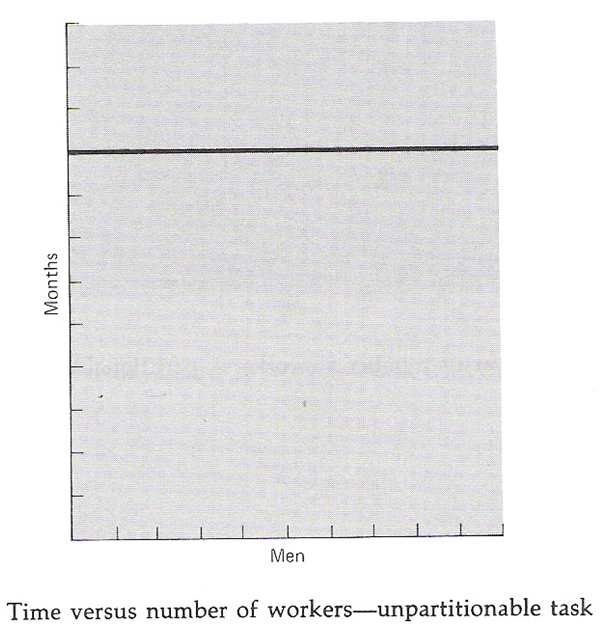 Months
Men
Time versus number of workers—unpartitionable task